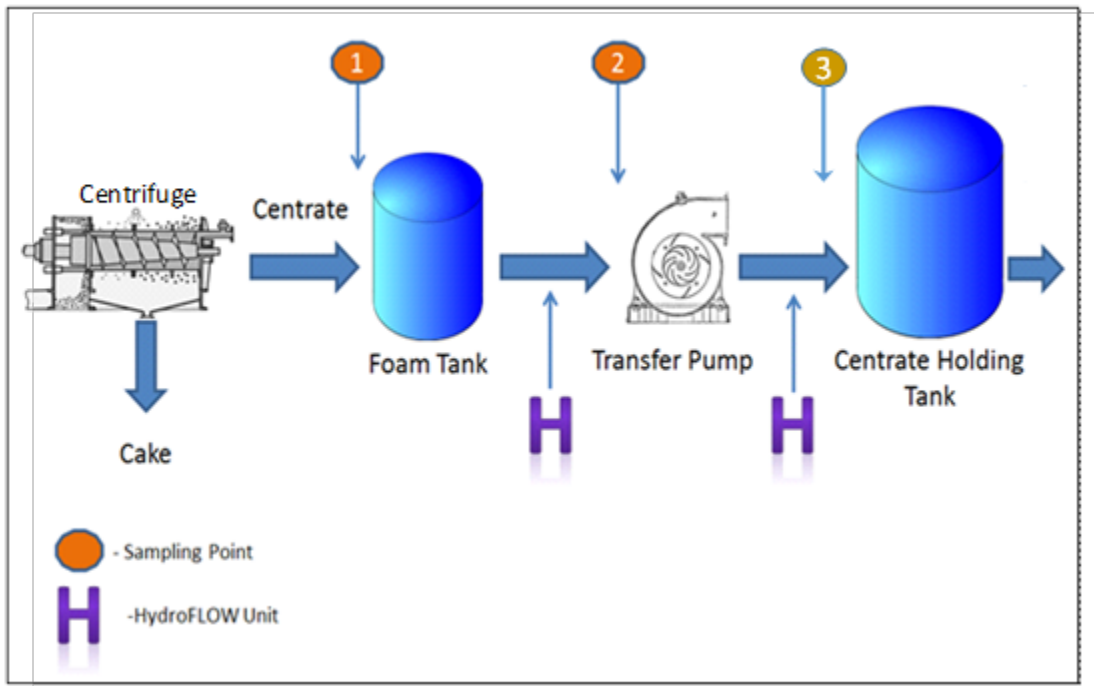 1
2
3
Centrifuge
Centrate
Foam Tank
Transfer Pump
Centrate Holding
Tank
H
H
Cake
- Sampling Point
H
-HydroFLOW Unit